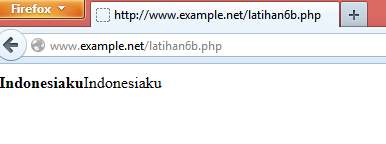 Firefox
http://www.example.net/latihan6b.php
www.example.net/latihan6b.php
IndonesiakuIndonesiaku